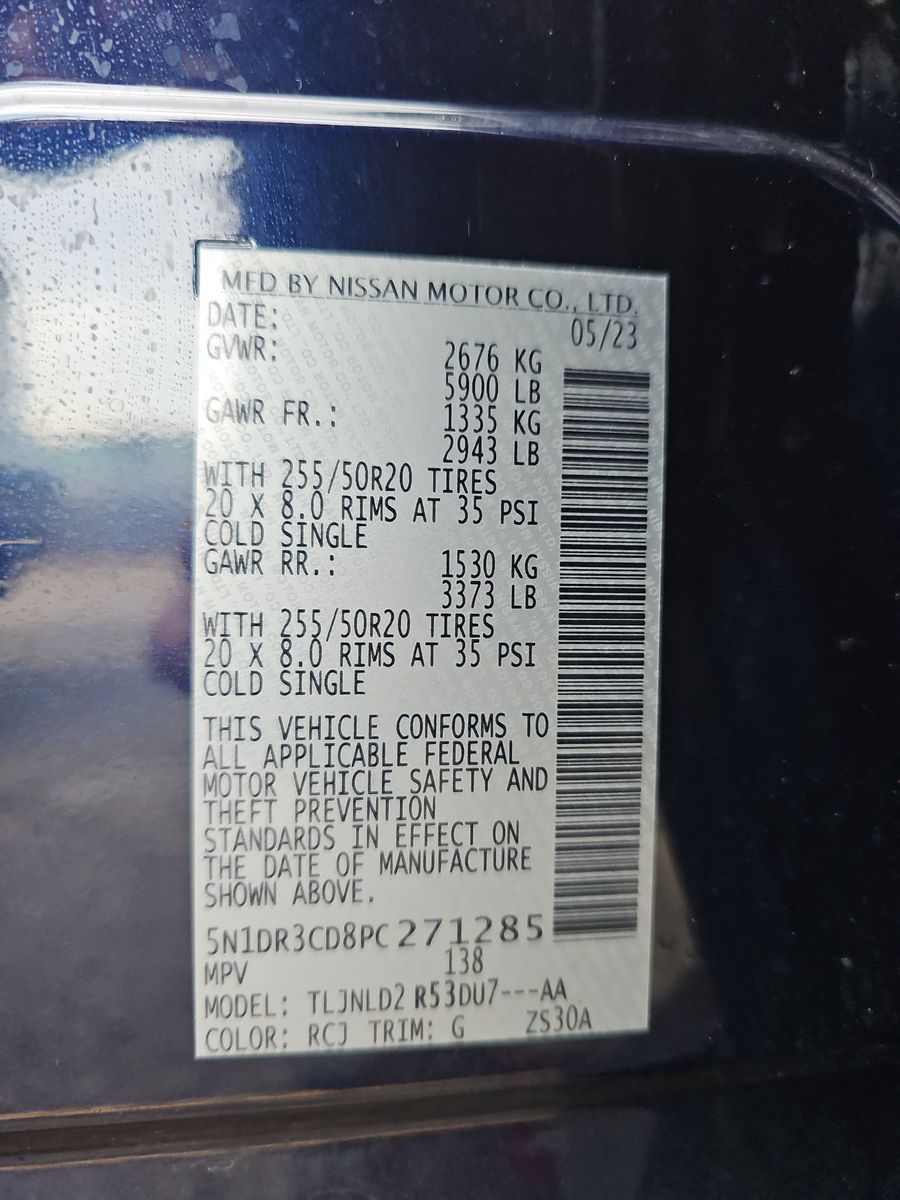 MFD BY NISSAN MOTOR CO., LTD.
DATE: 05/23
GVWR: 2676 KG
5900 LB
GAWR FR.: 1335 KG
2943 LB
WITH 255/50R20 TIRES
20 X 8.0 RIMS AT 35 PSI
COLD SINGLE
GAWR RR.: 1530 KG
3373 LB
WITH 255/50R20 TIRES
20 X 8.0 RIMS AT 35 PSI
COLD SINGLE
THIS VEHICLE CONFORMS TO
ALL APPLICABLE FEDERAL
MOTOR VEHICLE SAFETY AND
THEFT PREVENTION
STANDARDS IN EFFECT ON
THE DATE OF MANUFACTURE
SHOWN ABOVE.
5N1DR3CD8PC271285
MPV 138
MODEL: TLJNLD2 R53DU7---AA
COLOR: RCJ TRIM: G ZS30A